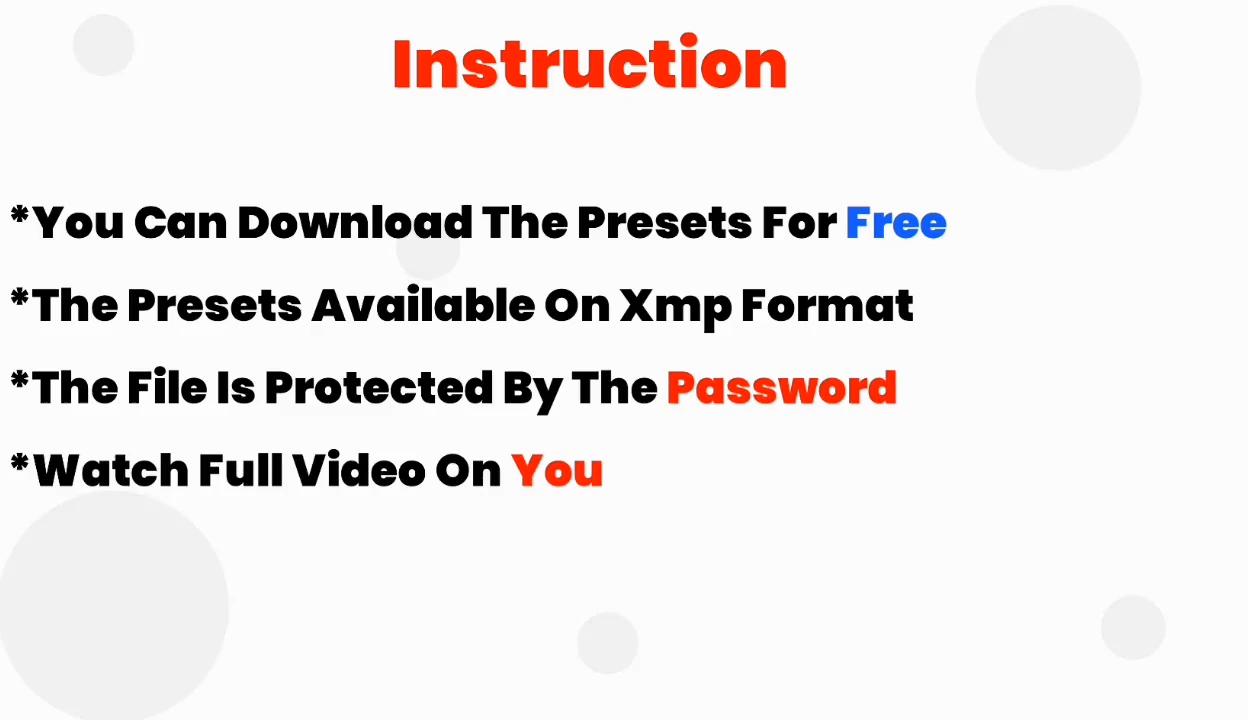 Instruction
*You Can Download The Presets For Free
*The Presets Available On Xmp Format
*The File Is Protected By The Password
*Watch Full Video On You